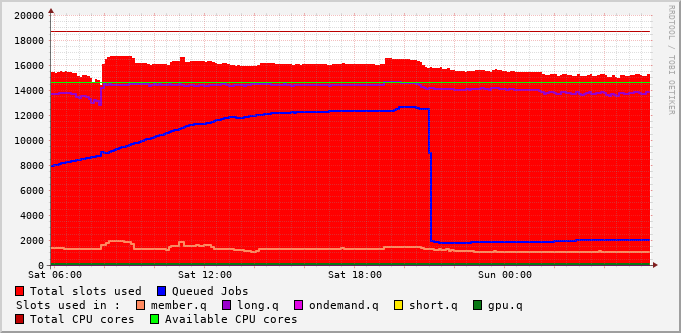 20000
18000
16000
14000
12000
10000
8000
6000
4000
2000
0
Sat 06:00 Sat 12:00 Sat 18:00 Sun 00:00
RRDTOOL / TOBI OETIKER
Total slots used Queued Jobs
Slots used in : member.q long.q ondemand.q short.q gpu.q
Total CPU cores Available CPU cores